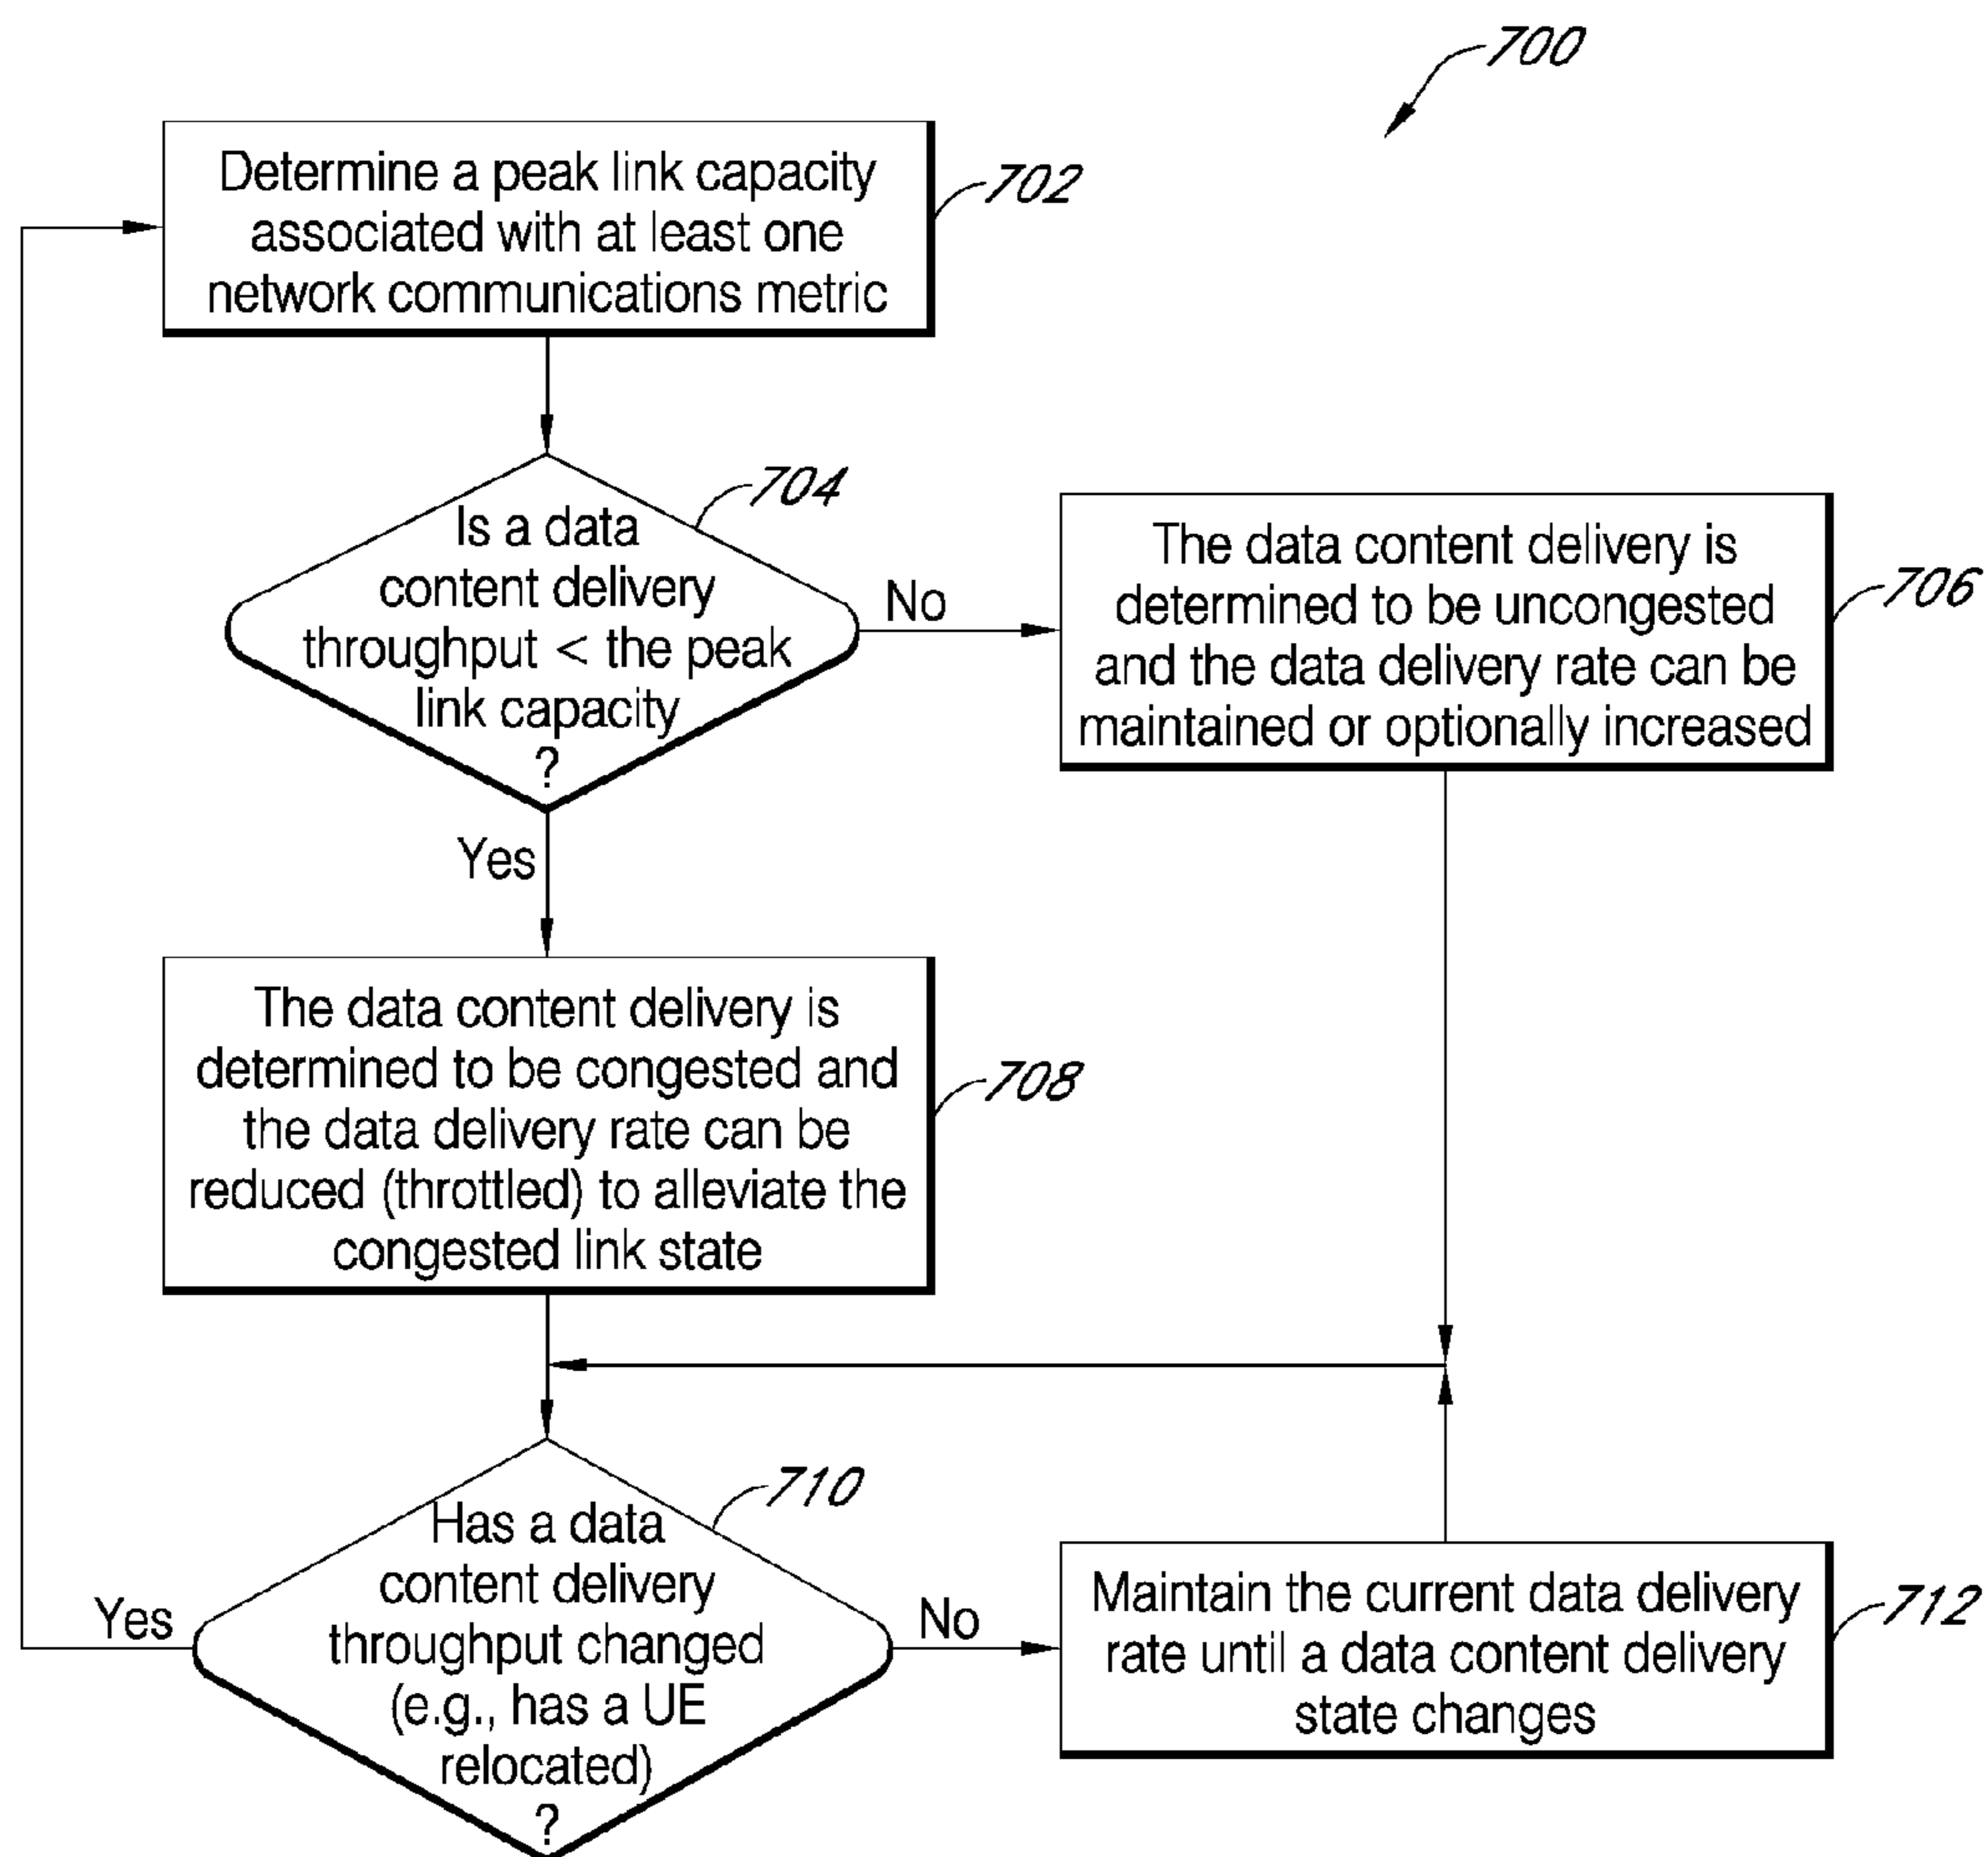 700
Determine a peak link capacity
associated with at least one
network communications metric
702
704
Is a data
content delivery
throughput < the peak
link capacity
?
No
The data content delivery is
determined to be uncongested
and the data delivery rate can be
maintained or optionally increased
706
Yes
The data content delivery is
determined to be congested and
the data delivery rate can be
reduced (throttled) to alleviate the
congested link state
708
710
Has a data
content delivery
throughput changed
(e.g., has a UE
relocated)
?
Yes
No
Maintain the current data delivery
rate until a data content delivery
state changes
712